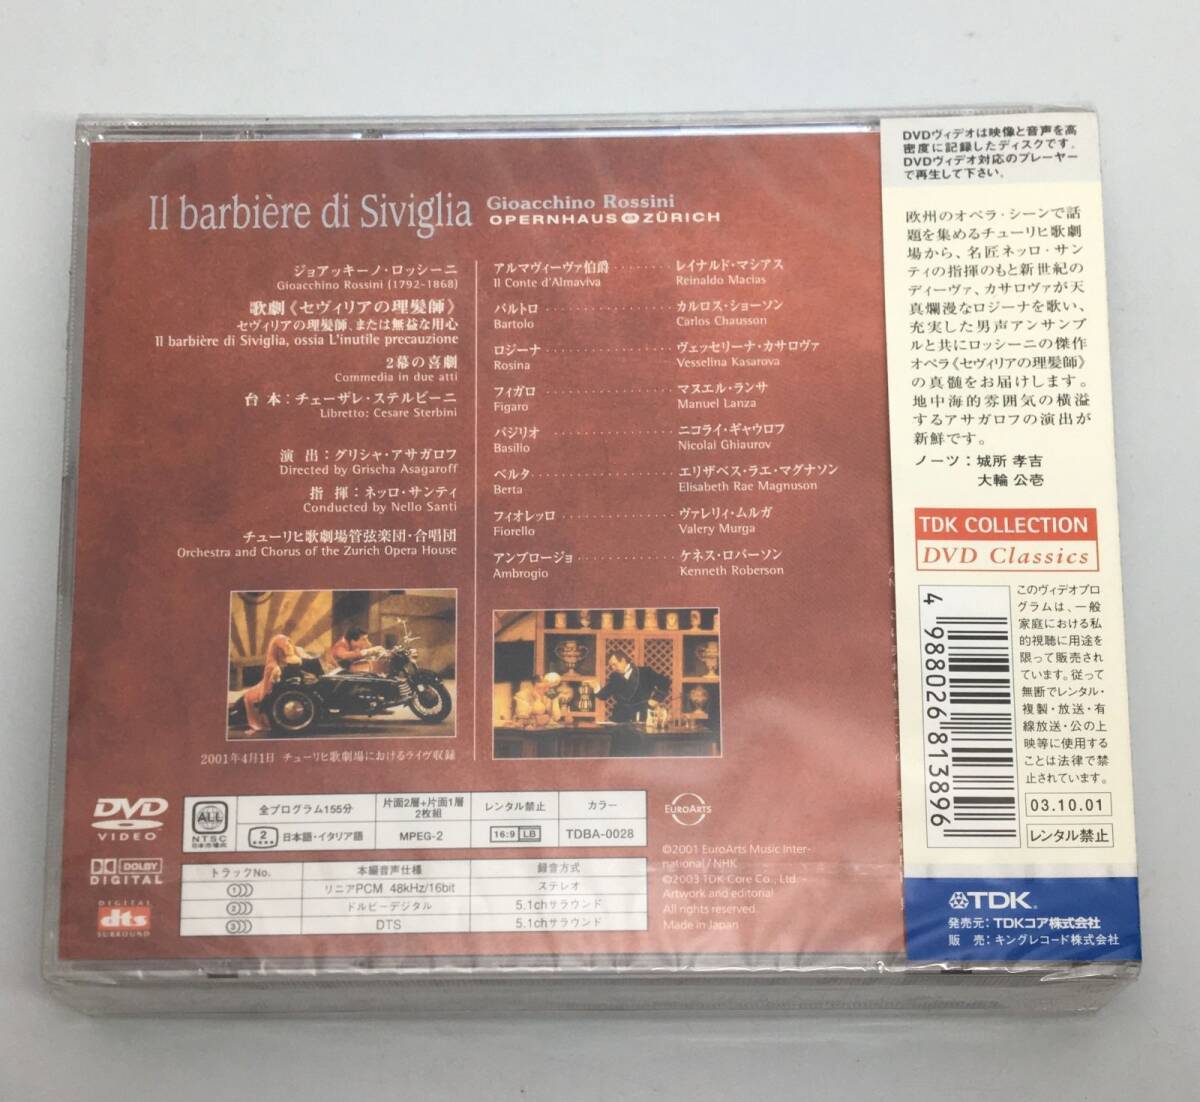 Il barbière di Siviglia
Gioacchino Rossini
OPERNHAUS ZÜRICH
ジョアッキーノ・ロッシーニ
Gioacchino Rossini (1792-1868)
歌劇《セヴィリアの理髪師》
セヴィリアの理髪師、または無益な用心
Il barbière di Siviglia, ossia L'inutile precauzione
2幕の喜劇
Commedia in due atti
台本：チェーザレ・ステルビーニ
Libretto: Cesare Sterbini
演出：グリシャ・アサガロフ
Directed by Grischa Asagaroff
指揮：ネッロ・サンティ
Conducted by Nello Santi
チューリヒ歌劇場管弦楽団・合唱団
Orchestra and Chorus of the Zurich Opera House
アルマヴィーヴァ伯爵 ········ レイナルド・マシアス
Il Conte d'Almaviva Reinaldo Macias
バルトロ ················ カルロス・ショーソン
Bartolo Carlos Chausson
ロジーナ ················ ヴェッセリーナ・カサロヴァ
Rosina Vesselina Kasarova
フィガロ ················ マヌエル・ランサ
Figaro Manuel Lanza
バジリオ ················ ニコライ・ギャウロフ
Basilio Nicolai Ghiaurov
ベルタ ················ エリザベス・ラエ・マグナソン
Berta Elisabeth Rae Magnuson
フィオレッロ ·············· ヴァレリィ・ムルガ
Fiorello Valery Murga
アンブロージョ ············ ケネス・ロバーソン
Ambrogio Kenneth Roberson
2001年4月1日 チューリヒ歌劇場におけるライヴ収録
DVD
VIDEO
DOLBY
DIGITAL
DIGITAL
dts
SURROUND
ALL
NTSC
日本市場向
全プログラム155分
片面2層+片面1層
2枚組
レンタル禁止
カラー
2 日本語・イタリア語
MPEG-2
16:9 LB
TDBA-0028
トラックNo. 本編音声仕様 録音方式
1 リニアPCM 48kHz/16bit ステレオ
2 ドルビーデジタル 5.1chサラウンド
3 DTS 5.1chサラウンド
EUROARTS
©2001 EuroArts Music Inter-
national / NHK
©2003 TDK Core Co., Ltd.
Artwork and editorial
All rights reserved.
Made in Japan
DVDヴィデオは映像と音声を高
密度に記録したディスクです。
DVDヴィデオ対応のプレーヤー
で再生して下さい。
欧州のオペラ・シーンで話
題を集めるチューリヒ歌劇
場から、名匠ネッロ・サン
ティの指揮のもと新世紀の
ディーヴァ、カサロヴァが天
真爛漫なロジーナを歌い、
充実した男声アンサンブ
ルと共にロッシーニの傑作
オペラ《セヴィリアの理髪師》
の真髄をお届けします。
地中海的雰囲気の横溢
するアサガロフの演出が
新鮮です。
ノーツ：城所 孝吉
大輪 公壱
TDK COLLECTION
DVD Classics
4 988026 813896
このヴィデオプロ
グラムは、一般
家庭における私
的視聴に用途を
限って販売され
ています。従って
無断でレンタル・
複製・放送・有
線放送・公の上
映等に使用する
ことは法律で禁
止されています。
03.10.01
レンタル禁止
TDK
発売元：TDKコア株式会社
販 売：キングレコード株式会社